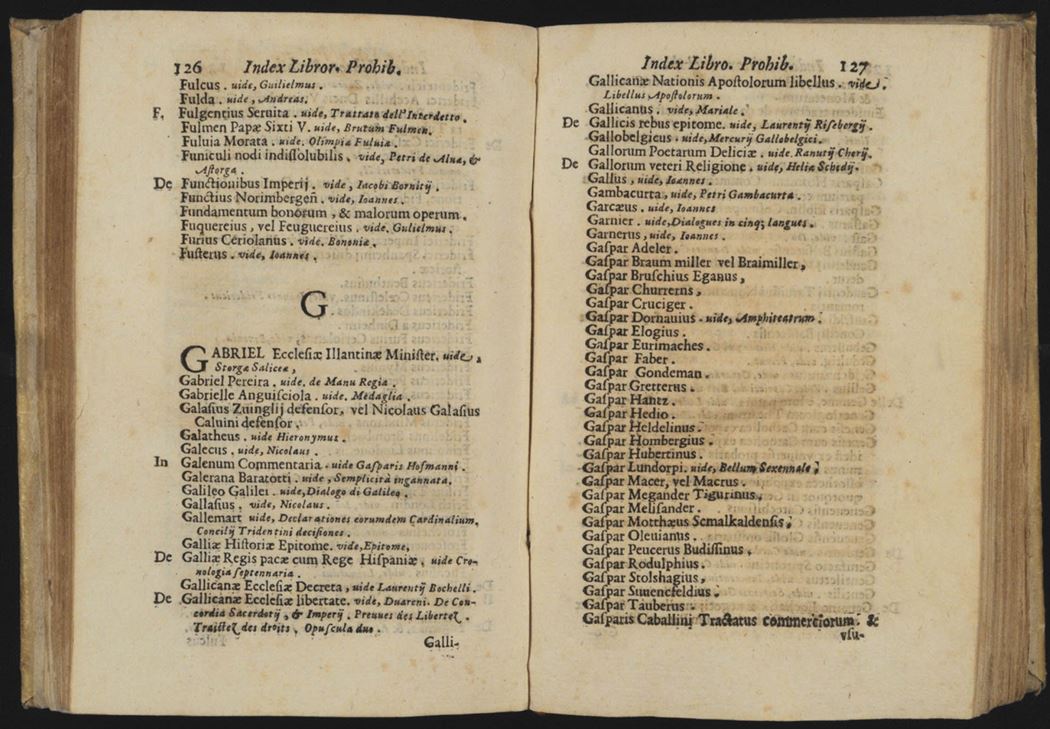 126 Index Libror. Prohib.
Fulcus. uide, Guilielmus.
Fulda. uide, Andreas.
F. Fulgentius Seruita. uide, Trattato dell'Interdetto.
Fulmen Papæ Sixti V. uide, Brutum Fulmen.
Fuluia Morata. uide. Olimpia Fuluia.
Funiculi nodi indiſſolubilis. vide, Petri de Alua, &
Aſtorga.
De Functionibus Imperij. vide, Iacobi Bornitij.
Functius Norimbergeñ. vide, Ioannes.
Fundamentum bonorum, & malorum operum.
Fuquereius, vel Feuguereius. vide. Gulielmus.
Furius Ceriolanus. vide. Bononia.
Fuſterus. vide, Ioannes.
G
GABRIEL Eccleſiæ Illantinæ Miniſter. uide,
Storgæ Saliceæ,
Gabriel Pereira. uide. de Manu Regia.
Gabrielle Anguiſciola. uide. Medaglia.
Galaſius Zuinglij defenſor, vel Nicolaus Galaſius
Caluini defenſor.
Galatheus. uide Hieronymus.
Galecus. uide, Nicolaus.
In Galenum Commentaria. uide Gaſparis Hofmanni.
Galerana Baratotti. uide, Semplicità ingannata.
Galileo Galilei. uide, Dialogo di Galileo.
Gallaſius. vide, Nicolaus.
Gallemart uide, Declarationes eorumdem Cardinalium,
Concilij Tridentini deciſiones.
Galliæ Hiſtoriæ Epitome. vide, Epitome,
De Galliæ Regis pacæ cum Rege Hiſpaniæ. uide Cro-
nologia ſeptennaria.
Gallicanæ Eccleſiæ Decreta, uide Laurentij Bochelli.
De Gallicanæ Eccleſiæ libertate. vide, Duareni. De Con-
cordia Sacerdotij, & Imperij. Preuues des Libertez.
Traictez des droits, Opuſcula duo.
Galli-
Index Libro. Prohib. 127
Gallicanæ Nationis Apoſtolorum libellus. vide.
Libellus Apoſtolorum.
Gallicanus. vide, Mariale.
De Gallicis rebus epitome. uide, Laurentij Riſebergij.
Gallobelgicus. uide, Mercurij Gallobelgici.
Gallorum Poetarum Deliciæ. uide. Ranutij Cherij.
De Gallorum veteri Religione. uide, Heliæ Schedij.
Gallus, uide, Ioannes.
Gambacurta, uide, Petri Gambacurta.
Garcæus. uide, Ioannes
Garnier. uide, Dialogues in cinq; langues.
Garnerus, uide, Ioannes.
Gaſpar Adeler.
Gaſpar Braum miller vel Braimiller,
Gaſpar Bruſchius Eganus,
Gaſpar Churrerus,
Gaſpar Cruciger.
Gaſpar Dornauius. uide, Amphiteatrum.
Gaſpar Elogius.
Gaſpar Eurimaches.
Gaſpar Faber.
Gaſpar Gondeman.
Gaſpar Gretterus.
Gaſpar Hantz.
Gaſpar Hedio.
Gaſpar Heldelinus.
Gaſpar Hombergius.
Gaſpar Hubertinus.
Gaſpar Lundorpi. uide, Bellum Sexennale,
Gaſpar Macer, vel Macrus.
Gaſpar Megander Tigurinus,
Gaſpar Meliſander.
Gaſpar Motthæus Scmalkaldenſis,
Gaſpar Oleuianus.
Gaſpar Peucerus Budiſſinus,
Gaſpar Rodulphius.
Gaſpar Stolshagius,
Gaſpar Suuencfeldius.
Gaſpar Tauberus.
Gaſparis Caballini Tractatus commerciorum. &
vſu-